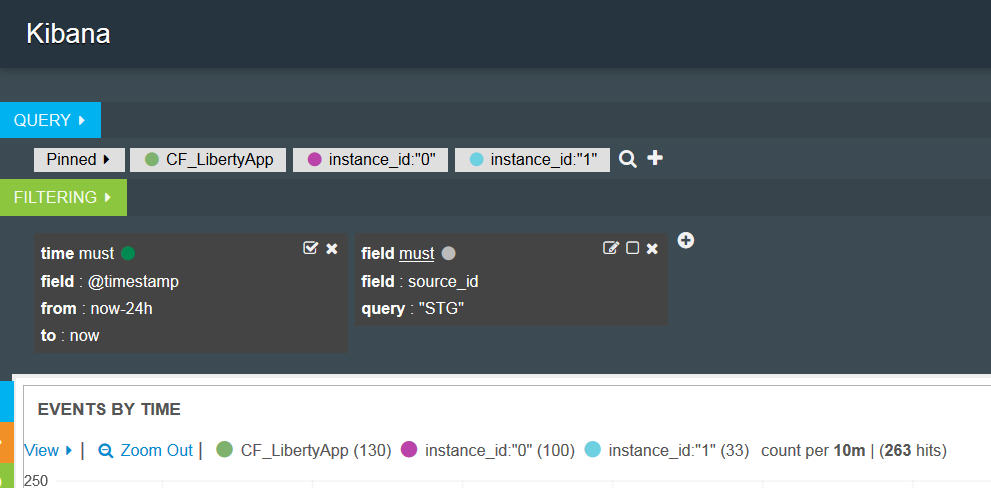 Kibana
QUERY
Pinned CF_LibertyApp instance_id:"0" instance_id:"1"
FILTERING
time must
field : @timestamp
from : now-24h
to : now
field must
field : source_id
query : "STG"
EVENTS BY TIME
View | Zoom Out | CF_LibertyApp (130) instance_id:"0" (100) instance_id:"1" (33) count per 10m | (263 hits)
250